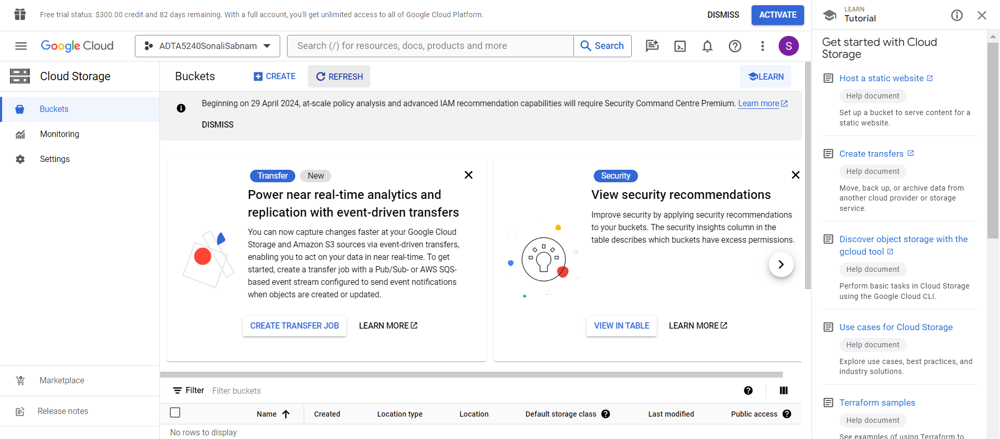 Free trial status: $300.00 credit and 82 days remaining. With a full account, you'll get unlimited access to all of Google Cloud Platform.
DISMISS
ACTIVATE
Google Cloud
ADTA5240SonaliSabnam
Search (/) for resources, docs, products and more
Search
S
Cloud Storage
Buckets
Monitoring
Settings
Marketplace
Release notes
Buckets
CREATE
REFRESH
LEARN
Beginning on 29 April 2024, at-scale policy analysis and advanced IAM recommendation capabilities will require Security Command Centre Premium. Learn more
DISMISS
Transfer
New
Power near real-time analytics and
replication with event-driven transfers
You can now capture changes faster at your Google Cloud
Storage and Amazon S3 sources via event-driven transfers,
enabling you to act on your data in near real-time. To get
started, create a transfer job with a Pub/Sub- or AWS SQS-
based event stream configured to send event notifications
when objects are created or updated.
CREATE TRANSFER JOB
LEARN MORE
Security
View security recommendations
Improve security by applying security recommendations
to your buckets. The security insights column in the
table describes which buckets have excess permissions.
VIEW IN TABLE
LEARN MORE
Filter
Filter buckets
Name
Created
Location type
Location
Default storage class
Last modified
Public access
No rows to display
LEARN
Tutorial
Get started with Cloud
Storage
Host a static website
Help document
Set up a bucket to serve content for a
static website.
Create transfers
Help document
Move, back up, or archive data from
another cloud provider or storage
service.
Discover object storage with the
gcloud tool
Help document
Perform basic tasks in Cloud Storage
using the Google Cloud CLI.
Use cases for Cloud Storage
Help document
Explore use cases, best practices, and
industry solutions.
Terraform samples
Help document
See examples of using Terraform to